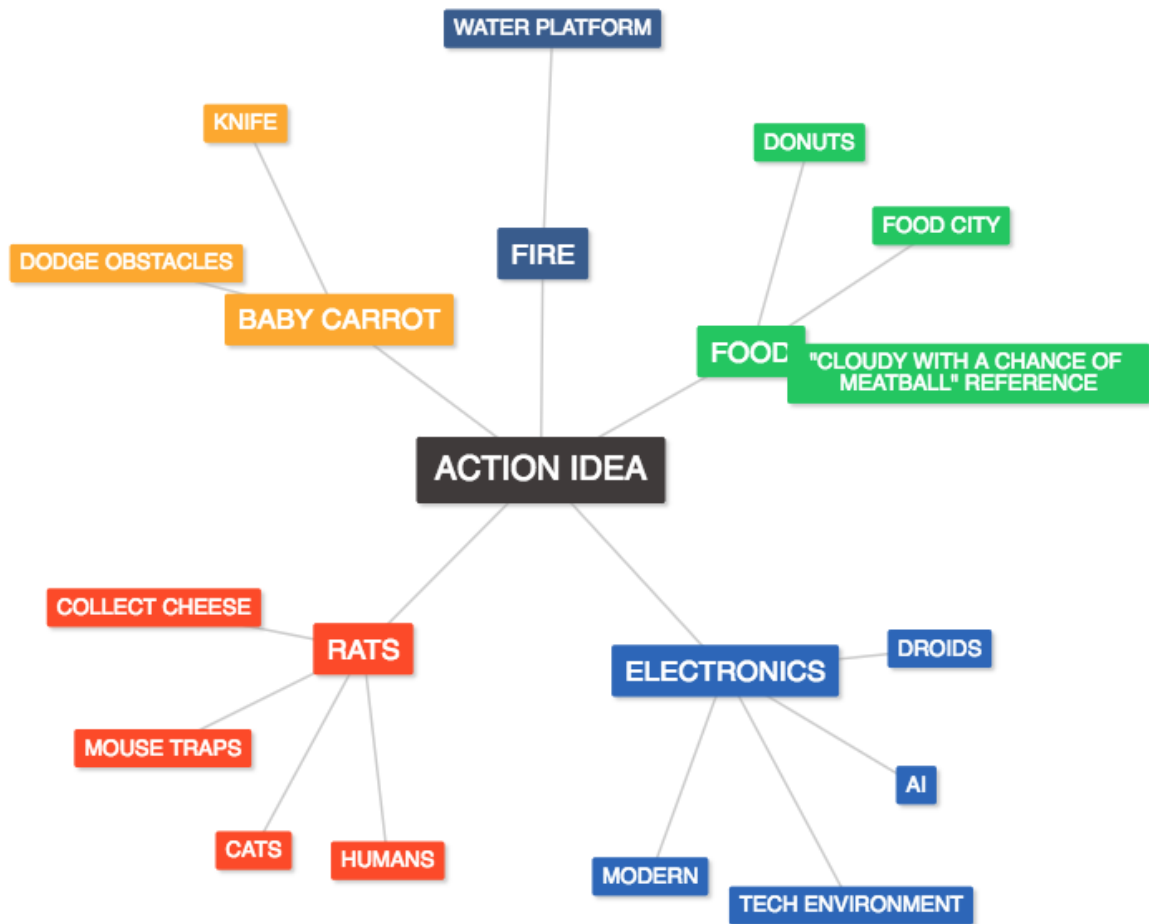 WATER PLATFORM
KNIFE
DONUTS
FOOD CITY
DODGE OBSTACLES
FIRE
BABY CARROT
FOOD
"CLOUDY WITH A CHANCE OF
MEATBALL" REFERENCE
ACTION IDEA
COLLECT CHEESE
RATS
ELECTRONICS
DROIDS
MOUSE TRAPS
AI
CATS
HUMANS
MODERN
TECH ENVIRONMENT